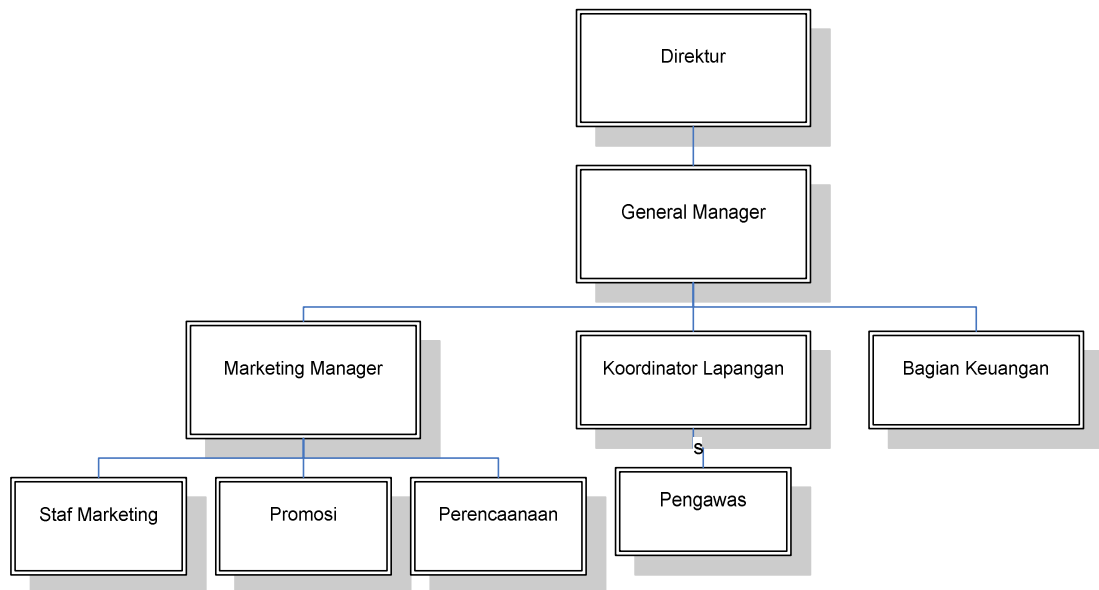 Direktur
General Manager
Marketing Manager
Koordinator Lapangan
Bagian Keuangan
s
Staf Marketing
Promosi
Perencaanaan
Pengawas